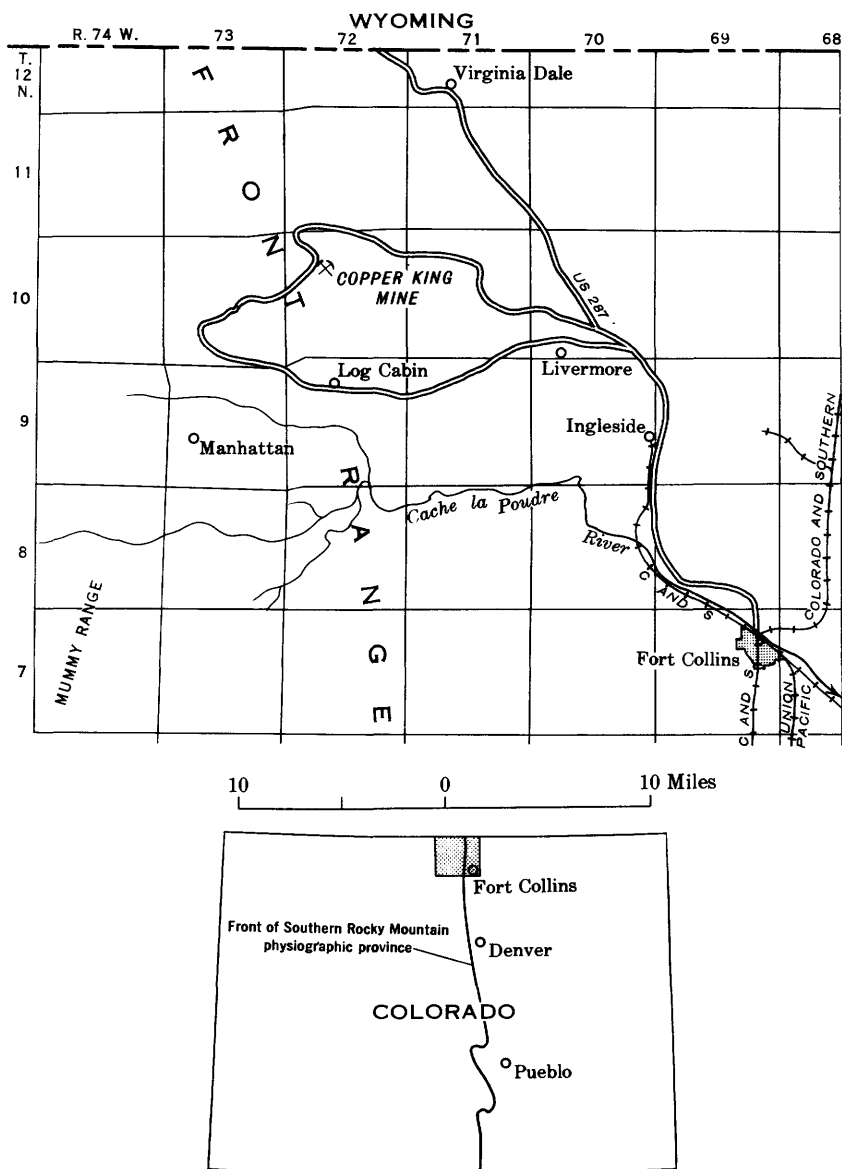 WYOMING
R. 74 W. 73 72 71 70 69 68
T.
12
N.
Virginia Dale
FRONT
11
10
COPPER KING
MINE
US 287
Log Cabin
Livermore
9
Manhattan
Ingleside
COLORADO AND SOUTHERN
RANGE
Cache la Poudre
River
8
C AND S
MUMMY RANGE
7
Fort Collins
C AND S
UNION
PACIFIC
10 0 10 Miles
Fort Collins
Front of Southern Rocky Mountain
physiographic province
Denver
COLORADO
Pueblo